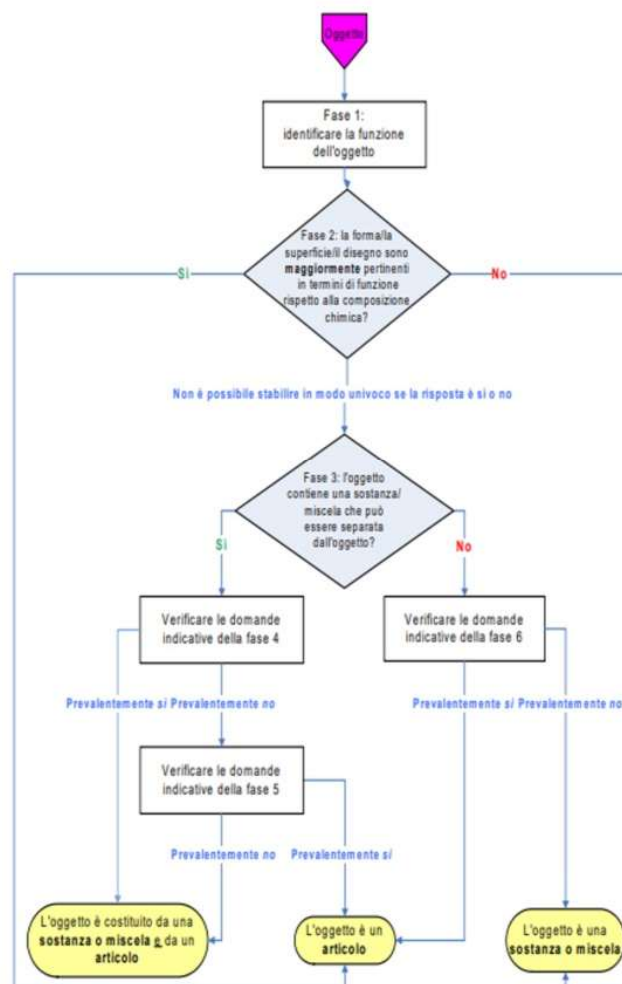 Oggetto
Fase 1:
identificare la funzione
dell'oggetto
Fase 2: la forma/la
superficie/il disegno sono
maggiormente pertinenti
in termini di funzione
rispetto alla composizione
chimica?
Sì
No
Non è possibile stabilire in modo univoco se la risposta è sì o no
Fase 3: l'oggetto
contiene una sostanza/
miscela che può
essere separata
dall'oggetto?
Sì
No
Verificare le domande
indicative della fase 4
Verificare le domande
indicative della fase 6
Prevalentemente sì Prevalentemente no
Prevalentemente sì Prevalentemente no
Verificare le domande
indicative della fase 5
Prevalentemente no
Prevalentemente sì
L'oggetto è costituito da una
sostanza o miscela e da un
articolo
L'oggetto è un
articolo
L'oggetto è una
sostanza o miscela.